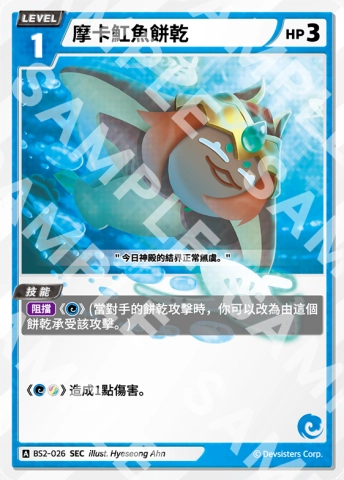 LEVEL
1
摩卡魟魚餅乾
HP 3
"今日神殿的結界正常無虞。"
技能
阻擋 《》(當對手的餅乾攻擊時，你可以改為由這個
餅乾承受該攻擊。)
《》造成1點傷害。
A BS2-026 SEC illust. Hyeseong Ahn
© Devsisters Corp.
SAMPLE